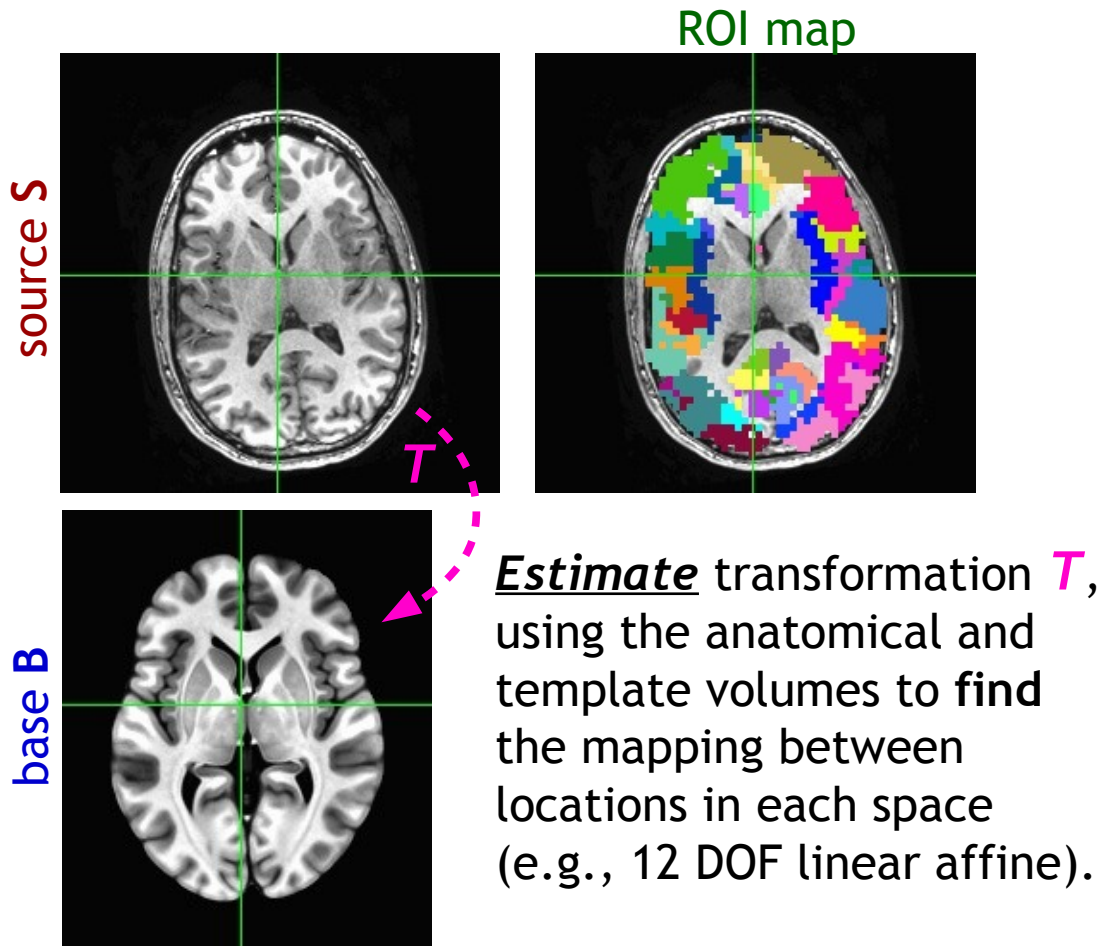 ROI map
source S
T
base B
Estimate transformation T,
using the anatomical and
template volumes to find
the mapping between
locations in each space
(e.g., 12 DOF linear affine).